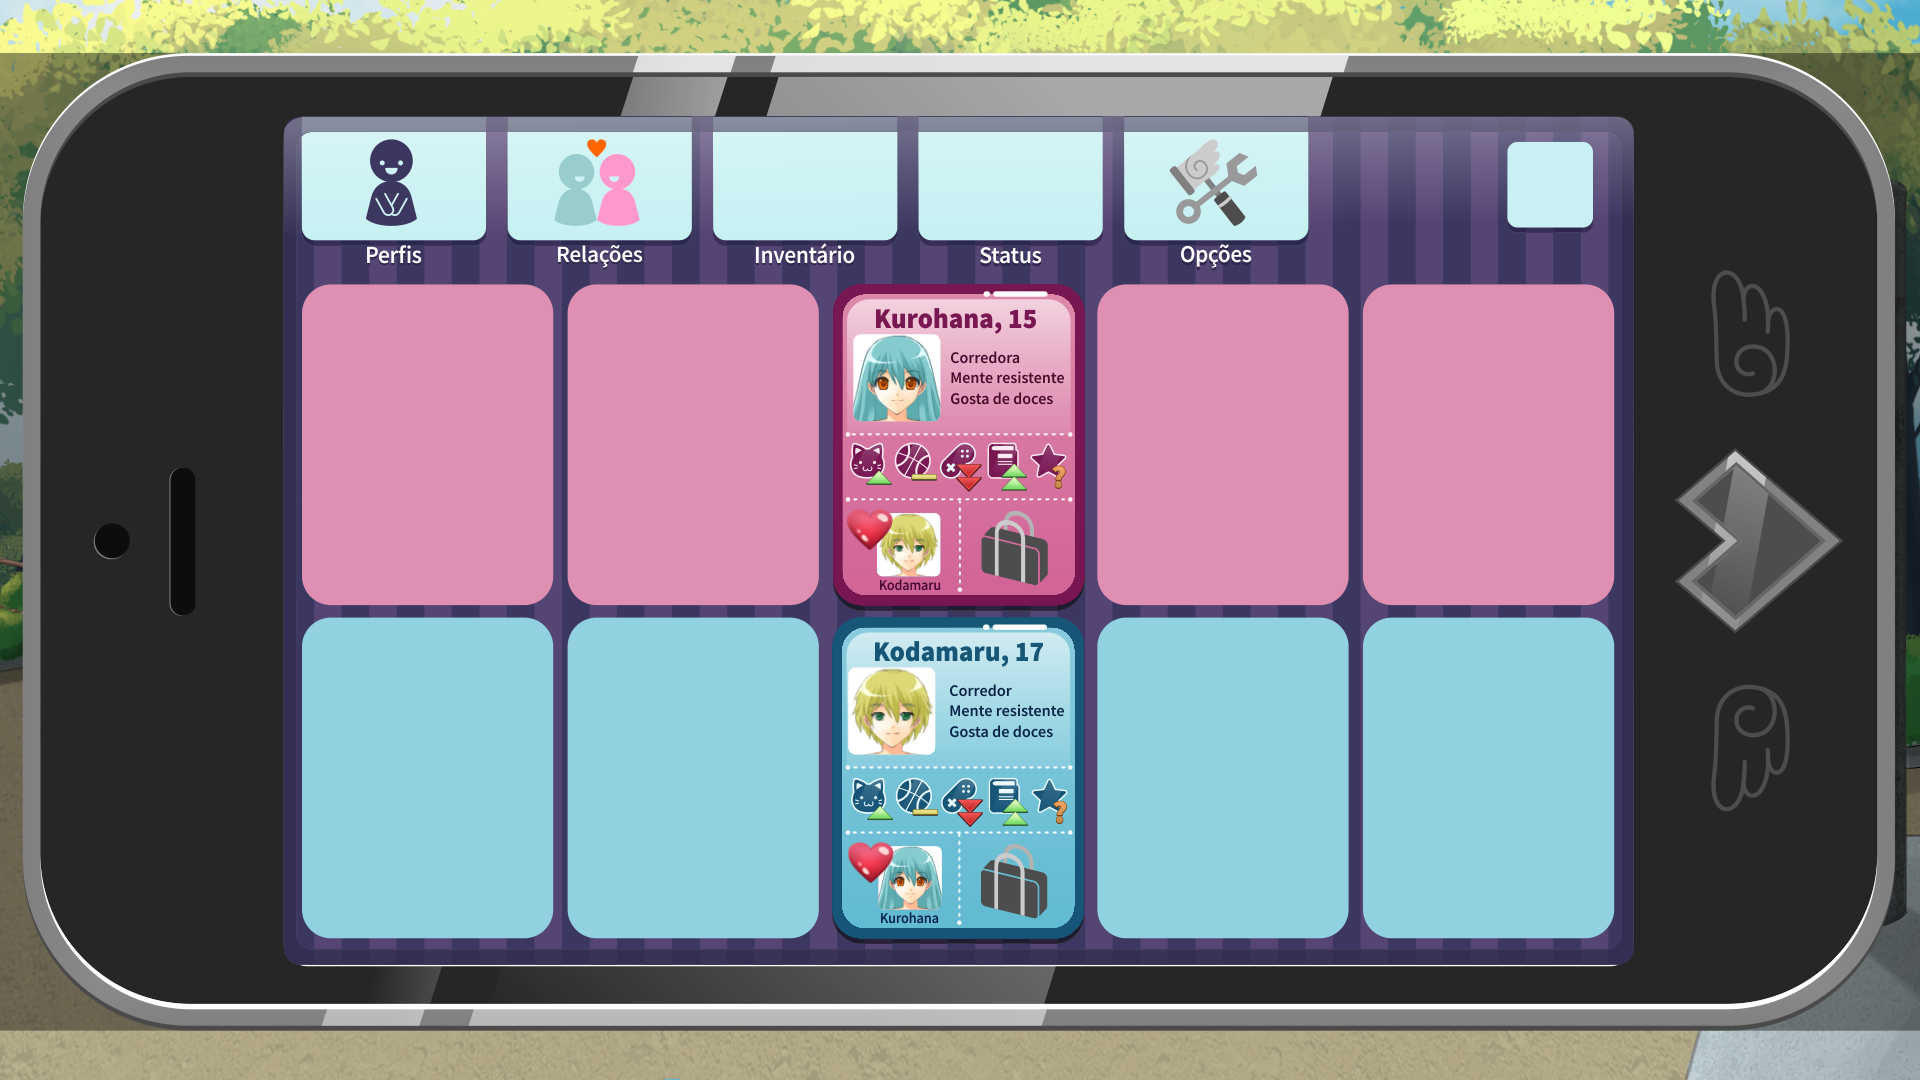 Perfis
Relações
Inventário
Status
Opções
Kurohana, 15
Corredora
Mente resistente
Gosta de doces
Kodamaru
Kodamaru, 17
Corredor
Mente resistente
Gosta de doces
Kurohana